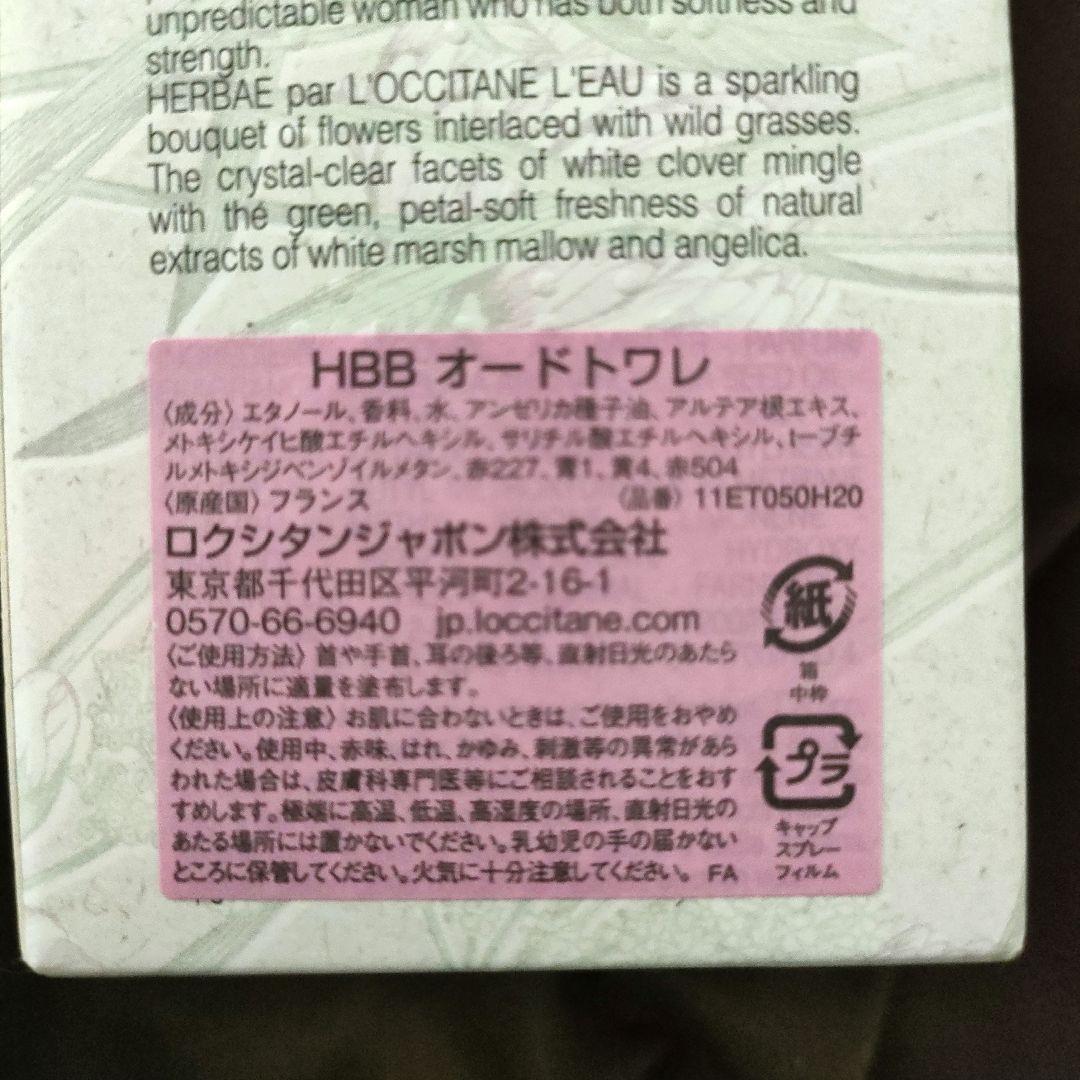 unpredictable woman who has both softness and
strength.
HERBAE par L'OCCITANE L'EAU is a sparkling
bouquet of flowers interlaced with wild grasses.
The crystal-clear facets of white clover mingle
with the green, petal-soft freshness of natural
extracts of white marsh mallow and angelica.
HBB オードトワレ
〈成分〉エタノール、香料、水、アンゼリカ種子油、アルテア根エキス、
メトキシケイヒ酸エチルヘキシル、サリチル酸エチルヘキシル、t-ブチ
ルメトキシジベンゾイルメタン、赤227、青1、黄4、赤504
〈原産国〉フランス 〈品番〉11ET050H20
ロクシタンジャポン株式会社
東京都千代田区平河町2-16-1
0570-66-6940 jp.loccitane.com
〈ご使用方法〉首や手首、耳の後ろ等、直射日光のあたら
ない場所に適量を塗布します。
〈使用上の注意〉お肌に合わないときは、ご使用をおやめ
ください。使用中、赤味、はれ、かゆみ、刺激等の異常があら
われた場合は、皮膚科専門医等にご相談されることをおす
すめします。極端に高温、低温、高湿度の場所、直射日光の
あたる場所には置かないでください。乳幼児の手の届かない
ところに保管してください。火気に十分注意してください。 FA
紙
箱
中枠
プラ
キャップ
スプレー
フィルム